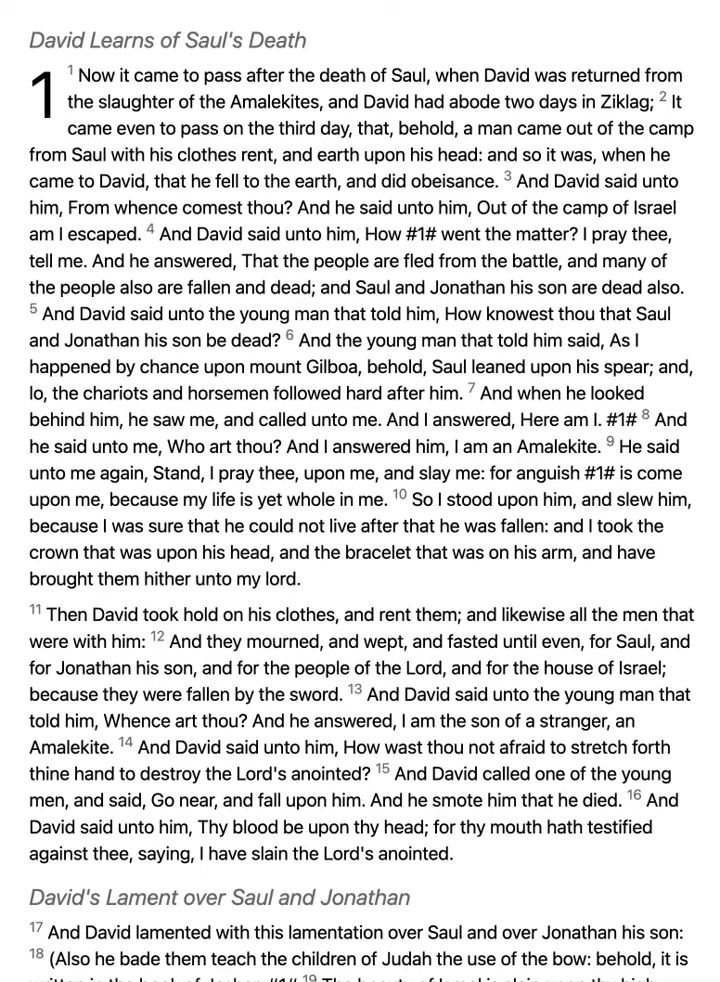 David Learns of Saul's Death
1 1 Now it came to pass after the death of Saul, when David was returned from
the slaughter of the Amalekites, and David had abode two days in Ziklag; 2 It
came even to pass on the third day, that, behold, a man came out of the camp
from Saul with his clothes rent, and earth upon his head: and so it was, when he
came to David, that he fell to the earth, and did obeisance. 3 And David said unto
him, From whence comest thou? And he said unto him, Out of the camp of Israel
am I escaped. 4 And David said unto him, How #1# went the matter? I pray thee,
tell me. And he answered, That the people are fled from the battle, and many of
the people also are fallen and dead; and Saul and Jonathan his son are dead also.
5 And David said unto the young man that told him, How knowest thou that Saul
and Jonathan his son be dead? 6 And the young man that told him said, As I
happened by chance upon mount Gilboa, behold, Saul leaned upon his spear; and,
lo, the chariots and horsemen followed hard after him. 7 And when he looked
behind him, he saw me, and called unto me. And I answered, Here am I. #1# 8 And
he said unto me, Who art thou? And I answered him, I am an Amalekite. 9 He said
unto me again, Stand, I pray thee, upon me, and slay me: for anguish #1# is come
upon me, because my life is yet whole in me. 10 So I stood upon him, and slew him,
because I was sure that he could not live after that he was fallen: and I took the
crown that was upon his head, and the bracelet that was on his arm, and have
brought them hither unto my lord.
11 Then David took hold on his clothes, and rent them; and likewise all the men that
were with him: 12 And they mourned, and wept, and fasted until even, for Saul, and
for Jonathan his son, and for the people of the Lord, and for the house of Israel;
because they were fallen by the sword. 13 And David said unto the young man that
told him, Whence art thou? And he answered, I am the son of a stranger, an
Amalekite. 14 And David said unto him, How wast thou not afraid to stretch forth
thine hand to destroy the Lord's anointed? 15 And David called one of the young
men, and said, Go near, and fall upon him. And he smote him that he died. 16 And
David said unto him, Thy blood be upon thy head; for thy mouth hath testified
against thee, saying, I have slain the Lord's anointed.
David's Lament over Saul and Jonathan
17 And David lamented with this lamentation over Saul and over Jonathan his son:
18 (Also he bade them teach the children of Judah the use of the bow: behold, it is